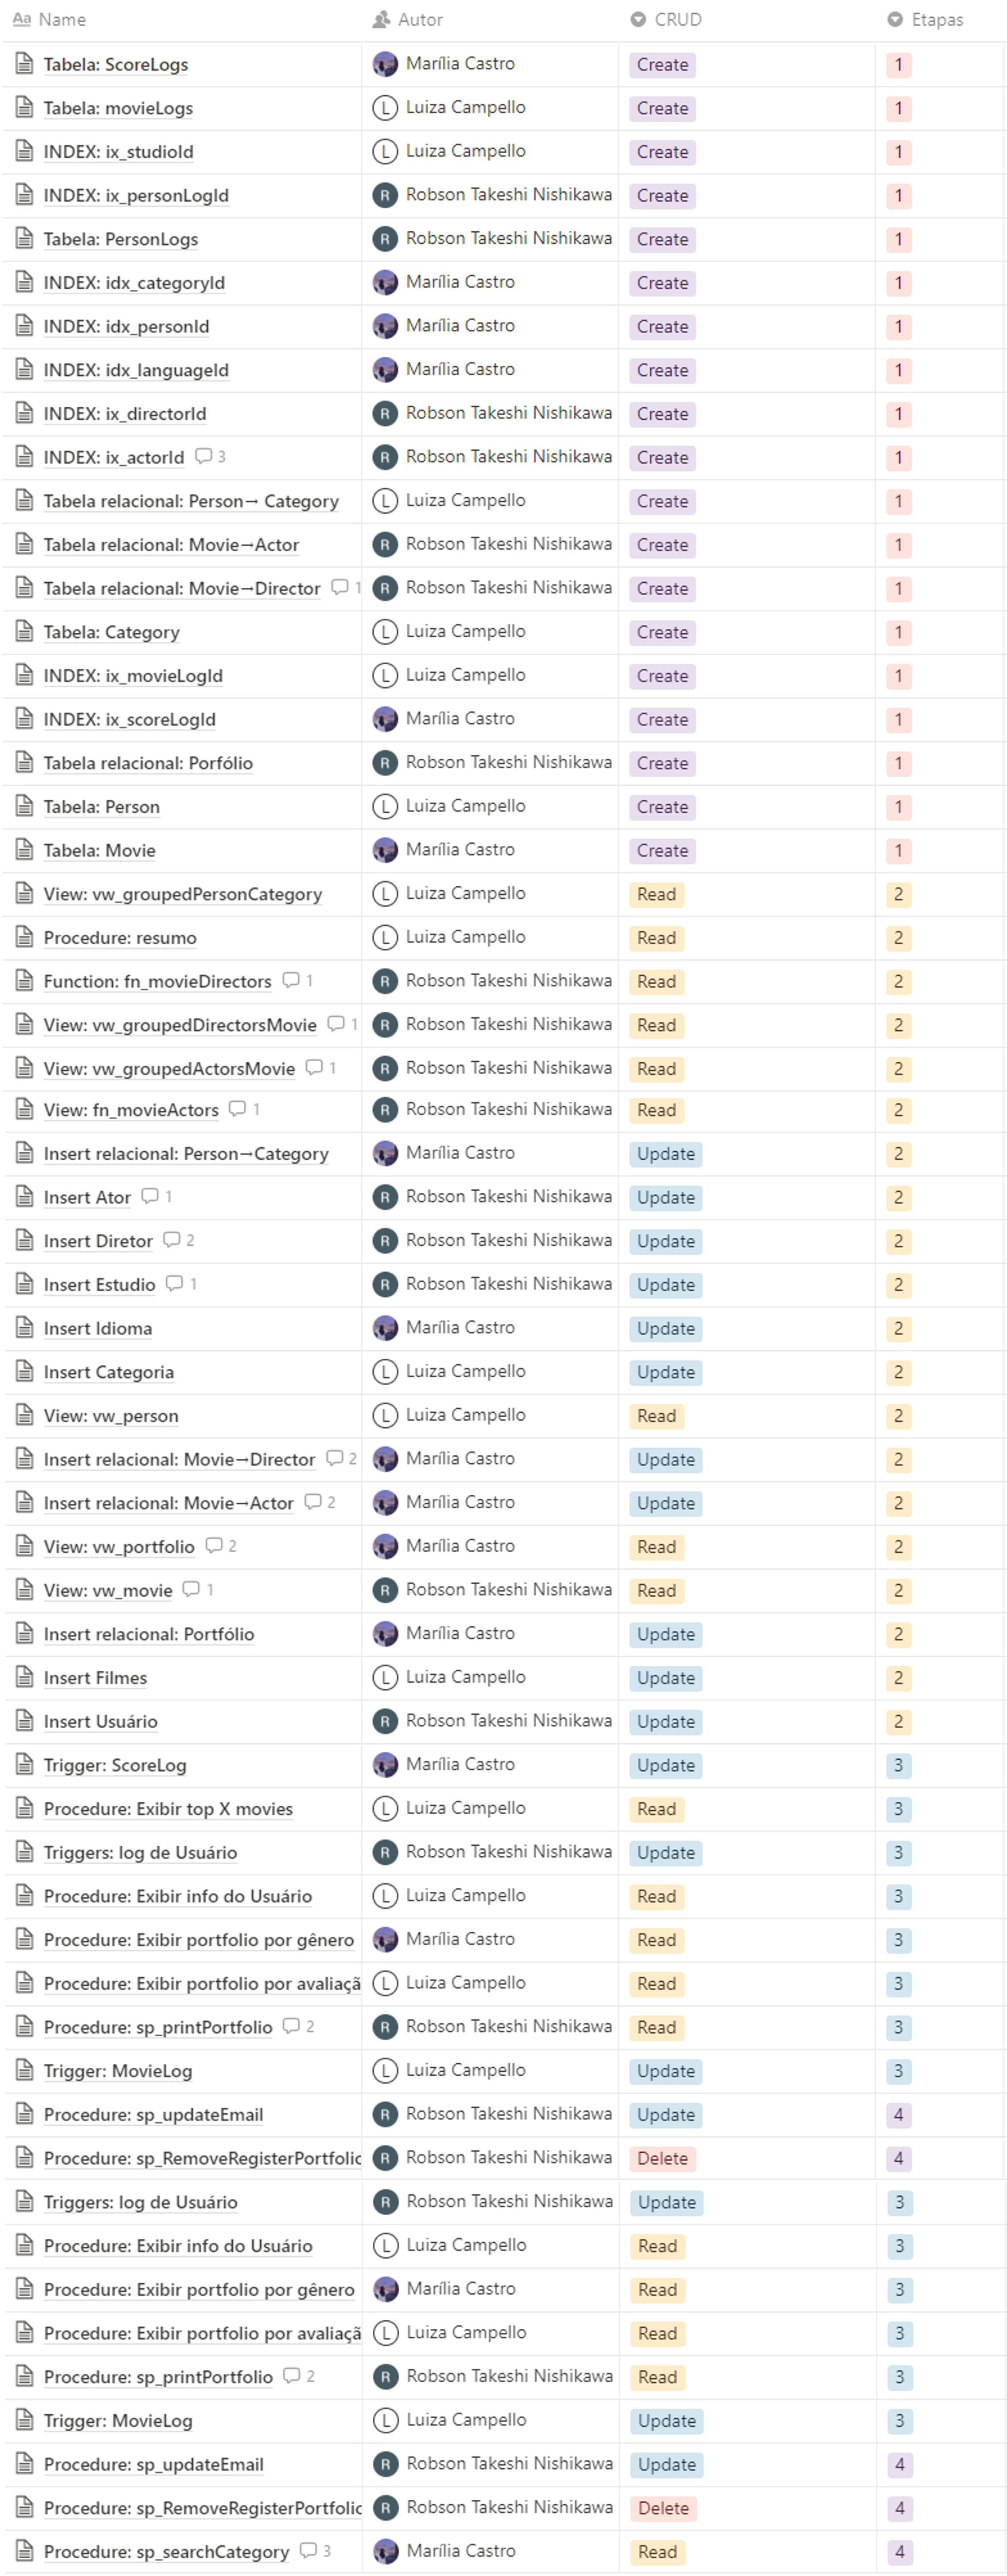 Aa Name Autor CRUD Etapas
Tabela: ScoreLogs Marília Castro Create 1
Tabela: movieLogs L Luiza Campello Create 1
INDEX: ix_studioId L Luiza Campello Create 1
INDEX: ix_personLogId R Robson Takeshi Nishikawa Create 1
Tabela: PersonLogs R Robson Takeshi Nishikawa Create 1
INDEX: idx_categoryId Marília Castro Create 1
INDEX: idx_personId Marília Castro Create 1
INDEX: idx_languageId Marília Castro Create 1
INDEX: ix_directorId R Robson Takeshi Nishikawa Create 1
INDEX: ix_actorId 3 R Robson Takeshi Nishikawa Create 1
Tabela relacional: Person→ Category L Luiza Campello Create 1
Tabela relacional: Movie→Actor R Robson Takeshi Nishikawa Create 1
Tabela relacional: Movie→Director 1 R Robson Takeshi Nishikawa Create 1
Tabela: Category L Luiza Campello Create 1
INDEX: ix_movieLogId L Luiza Campello Create 1
INDEX: ix_scoreLogId Marília Castro Create 1
Tabela relacional: Porfólio R Robson Takeshi Nishikawa Create 1
Tabela: Person L Luiza Campello Create 1
Tabela: Movie Marília Castro Create 1
View: vw_groupedPersonCategory L Luiza Campello Read 2
Procedure: resumo L Luiza Campello Read 2
Function: fn_movieDirectors 1 R Robson Takeshi Nishikawa Read 2
View: vw_groupedDirectorsMovie 1 R Robson Takeshi Nishikawa Read 2
View: vw_groupedActorsMovie 1 R Robson Takeshi Nishikawa Read 2
View: fn_movieActors 1 R Robson Takeshi Nishikawa Read 2
Insert relacional: Person→Category Marília Castro Update 2
Insert Ator 1 R Robson Takeshi Nishikawa Update 2
Insert Diretor 2 R Robson Takeshi Nishikawa Update 2
Insert Estudio 1 R Robson Takeshi Nishikawa Update 2
Insert Idioma Marília Castro Update 2
Insert Categoria L Luiza Campello Update 2
View: vw_person L Luiza Campello Read 2
Insert relacional: Movie→Director 2 Marília Castro Update 2
Insert relacional: Movie→Actor 2 Marília Castro Update 2
View: vw_portfolio 2 Marília Castro Read 2
View: vw_movie 1 R Robson Takeshi Nishikawa Read 2
Insert relacional: Portfólio Marília Castro Update 2
Insert Filmes L Luiza Campello Update 2
Insert Usuário R Robson Takeshi Nishikawa Update 2
Trigger: ScoreLog Marília Castro Update 3
Procedure: Exibir top X movies L Luiza Campello Read 3
Triggers: log de Usuário R Robson Takeshi Nishikawa Update 3
Procedure: Exibir info do Usuário L Luiza Campello Read 3
Procedure: Exibir portfolio por gênero Marília Castro Read 3
Procedure: Exibir portfolio por avaliaçã L Luiza Campello Read 3
Procedure: sp_printPortfolio 2 R Robson Takeshi Nishikawa Read 3
Trigger: MovieLog L Luiza Campello Update 3
Procedure: sp_updateEmail R Robson Takeshi Nishikawa Update 4
Procedure: sp_RemoveRegisterPortfolio R Robson Takeshi Nishikawa Delete 4
Triggers: log de Usuário R Robson Takeshi Nishikawa Update 3
Procedure: Exibir info do Usuário L Luiza Campello Read 3
Procedure: Exibir portfolio por gênero Marília Castro Read 3
Procedure: Exibir portfolio por avaliaçã L Luiza Campello Read 3
Procedure: sp_printPortfolio 2 R Robson Takeshi Nishikawa Read 3
Trigger: MovieLog L Luiza Campello Update 3
Procedure: sp_updateEmail R Robson Takeshi Nishikawa Update 4
Procedure: sp_RemoveRegisterPortfolio R Robson Takeshi Nishikawa Delete 4
Procedure: sp_searchCategory 3 Marília Castro Read 4